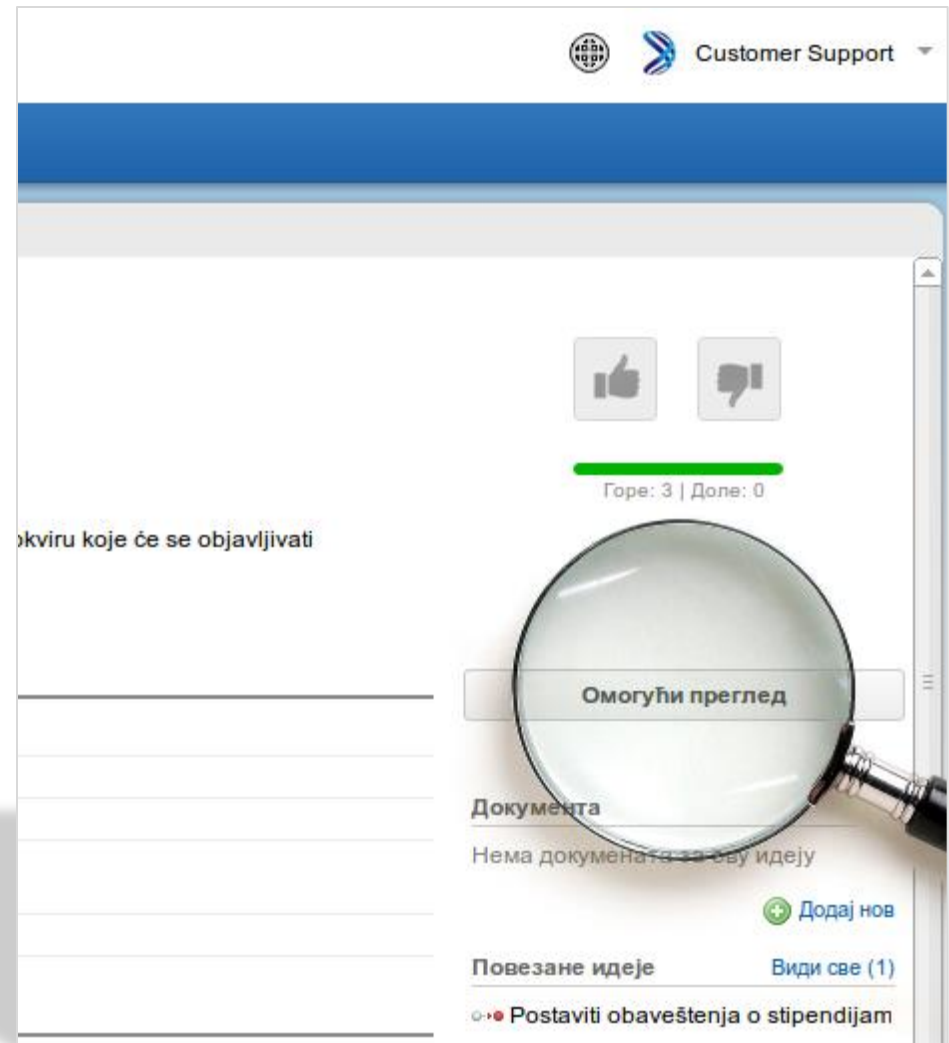 Customer Support
Горе: 3 | Доле: 0
okviru koje će se objavljivati
Омогући преглед
Документа
Нема докумената за ову идеју
Додај нов
Повезане идеје Види све (1)
Postaviti obaveštenja o stipendijam